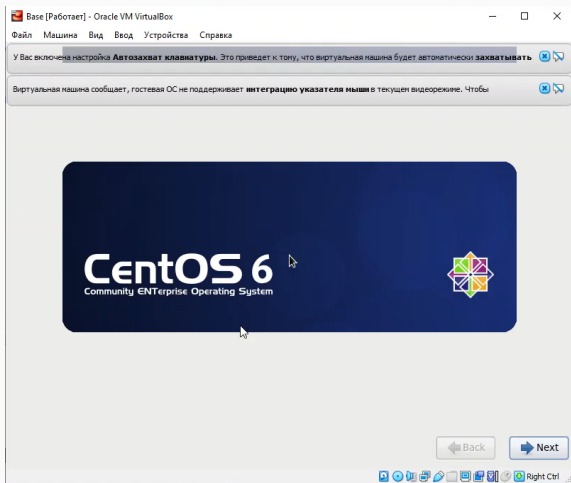 Base [Работает] - Oracle VM VirtualBox
Файл Машина Вид Ввод Устройства Справка
У Вас включена настройка Автозахват клавиатуры. Это приведет к тому, что виртуальная машина будет автоматически захватывать
Виртуальная машина сообщает, гостевая ОС не поддерживает интеграцию указателя мыши в текущем видеорежиме. Чтобы
CentOS 6
Community ENTerprise Operating System
Back
Next
Right Ctrl